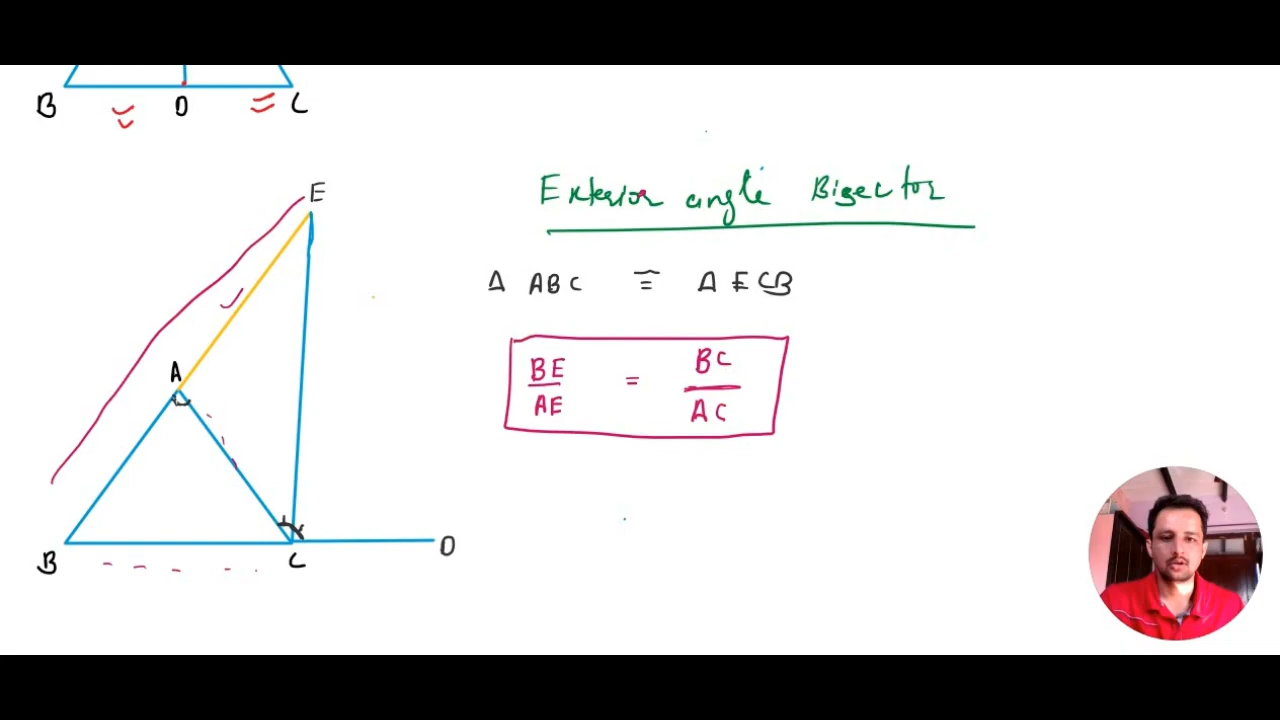 B D C
E
Exterior angle Bisector
Δ ABC ≅ Δ ECB
BE / AE = BC / AC
A
B C D